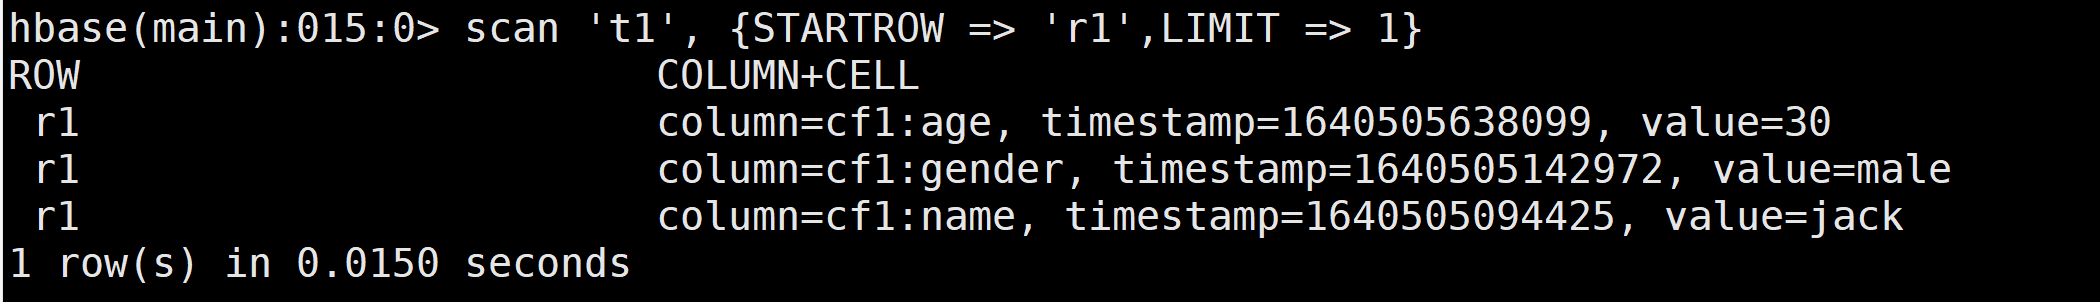 hbase(main):015:0> scan 't1', {STARTROW => 'r1',LIMIT => 1}
ROW                        COLUMN+CELL
 r1                        column=cf1:age, timestamp=1640505638099, value=30
 r1                        column=cf1:gender, timestamp=1640505142972, value=male
 r1                        column=cf1:name, timestamp=1640505094425, value=jack
1 row(s) in 0.0150 seconds